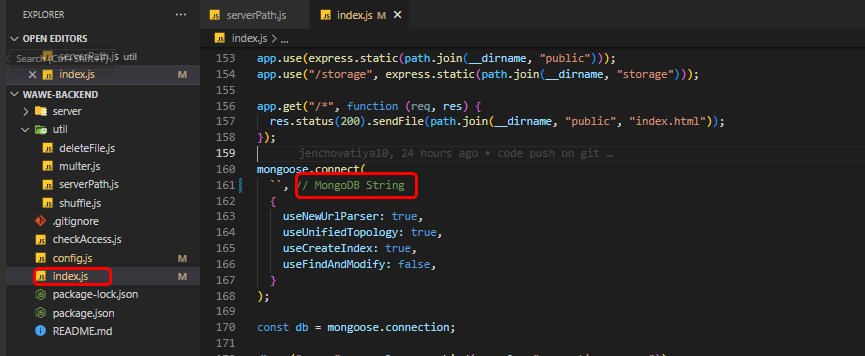 EXPLORER
OPEN EDITORS
serverPath.js util
Search (Ctrl+Shift+F)
index.js M
WAWE-BACKEND
server
util
deleteFile.js
multer.js
serverPath.js
shuffle.js
.gitignore
checkAccess.js
config.js M
index.js M
package-lock.json
package.json
README.md
serverPath.js
index.js M
index.js > ...
153 app.use(express.static(path.join(__dirname, "public")));
154 app.use("/storage", express.static(path.join(__dirname, "storage")));
155
156 app.get("/*", function (req, res) {
157 res.status(200).sendFile(path.join(__dirname, "public", "index.html"));
158 });
159 jenchovatiya10, 24 hours ago • code push on git …
160 mongoose.connect(
161 ``, // MongoDB String
162 {
163 useNewUrlParser: true,
164 useUnifiedTopology: true,
165 useCreateIndex: true,
166 useFindAndModify: false,
167 }
168 );
169
170 const db = mongoose.connection;
171